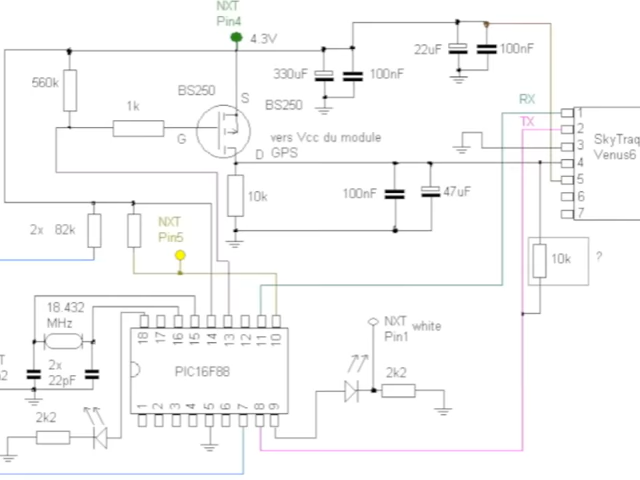 NXT
Pin4
4.3V
330uF
100nF
22uF
100nF
560k
BS250
S
BS250
1k
G
D
vers Vcc du module
GPS
RX
TX
1
2
3
4
5
6
7
SkyTraq
Venus6
10k
100nF
47uF
2x 82k
NXT
Pin5
10k
?
18.432
MHz
2x
22pF
18
17
16
15
14
13
12
11
10
PIC16F88
1
2
3
4
5
6
7
8
9
NXT white
Pin1
2k2
2k2